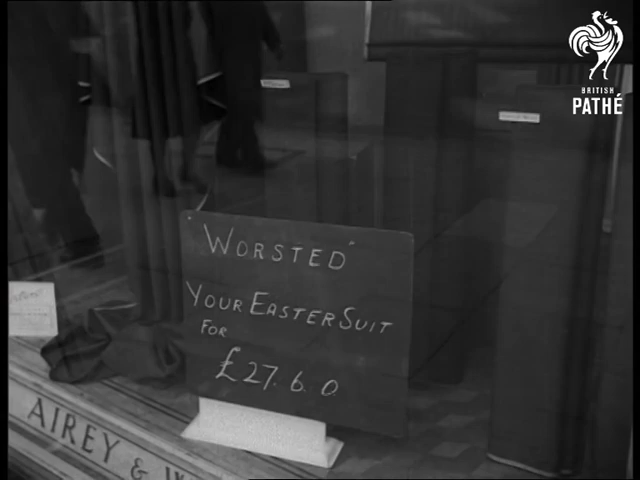 BRITISH
PATHÉ
"WORSTED"
YOUR EASTER SUIT
FOR
£27.6.0.
AIREY & W